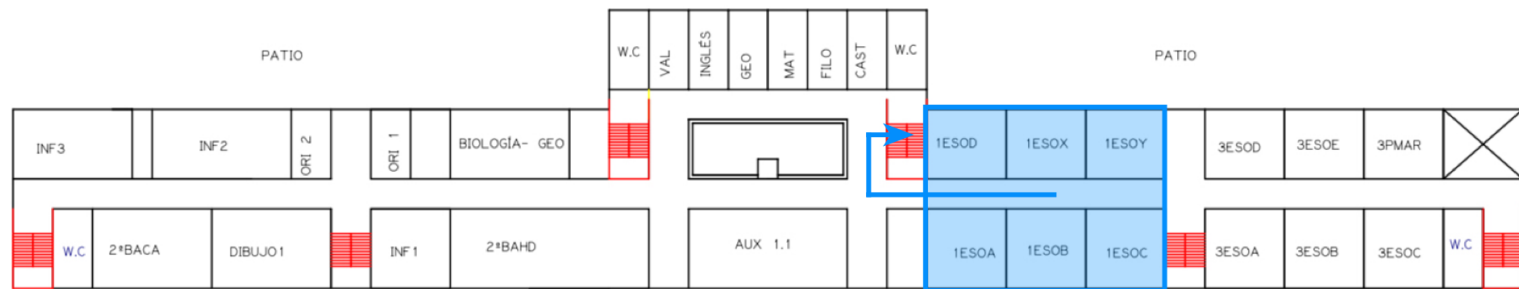 W.C VAL INGLÉS GEO MAT FILO CAST W.C
PATIO PATIO
INF3 INF2 ORI 2 ORI 1 BIOLOGÍA- GEO 1ESOD 1ESOX 1ESOY 3ESOD 3ESOE 3PMAR
W.C 2ºBACA DIBUJO1 INF1 2ºBAHD AUX 1.1 1ESOA 1ESOB 1ESOC 3ESOA 3ESOB 3ESOC W.C